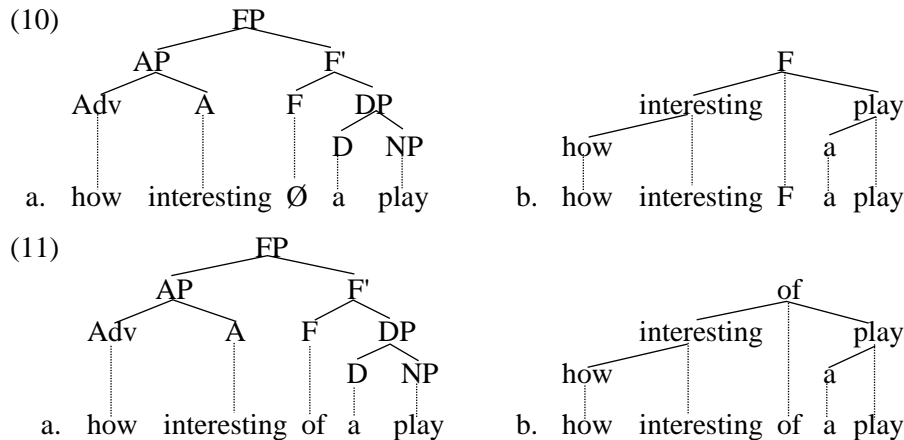 (10) FP
AP F' F
Adv A F DP interesting play
D NP how a
a. how interesting Ø a play b. how interesting F a play
(11) FP
AP F' of
Adv A F DP interesting play
D NP how a
a. how interesting of a play b. how interesting of a play